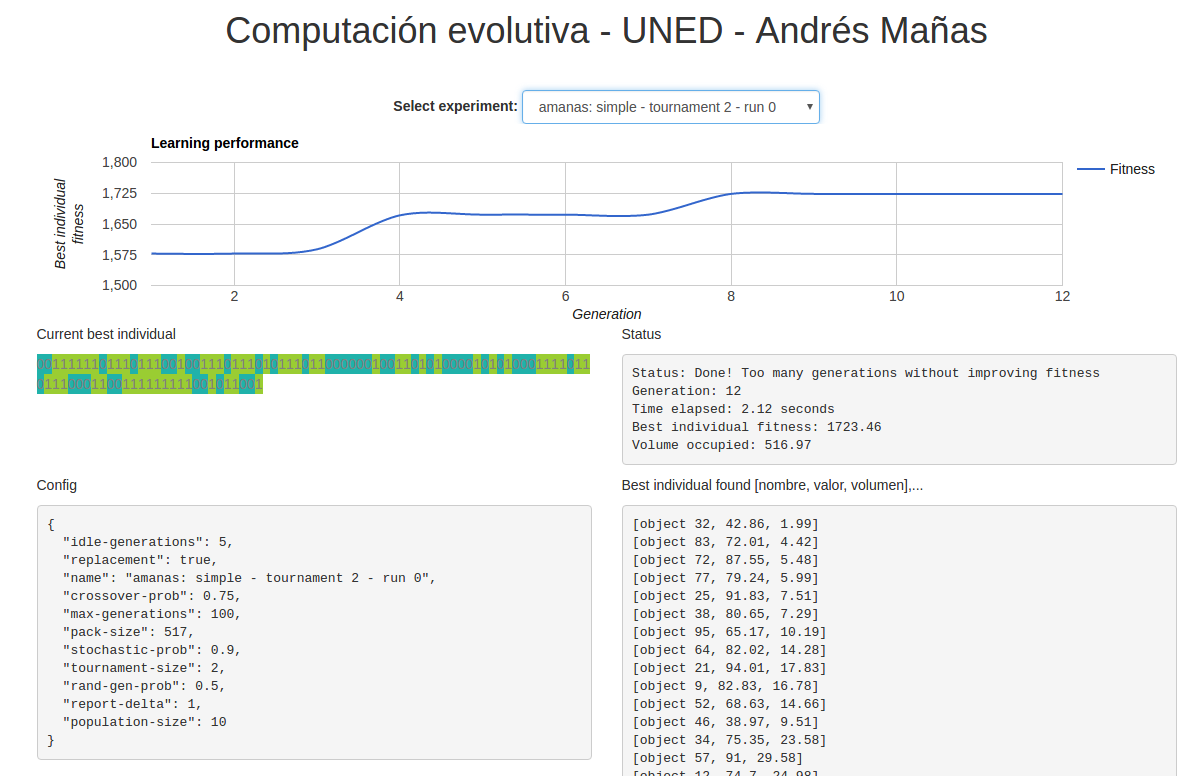 Computación evolutiva - UNED - Andrés Mañas
Select experiment: amanas: simple - tournament 2 - run 0
Learning performance
Best individual
fitness
1,800
1,725
1,650
1,575
1,500
2 4 6 8 10 12
Generation
Fitness
Current best individual
Status
Status: Done! Too many generations without improving fitness
Generation: 12
Time elapsed: 2.12 seconds
Best individual fitness: 1723.46
Volume occupied: 516.97
Config
{
"idle-generations": 5,
"replacement": true,
"name": "amanas: simple - tournament 2 - run 0",
"crossover-prob": 0.75,
"max-generations": 100,
"pack-size": 517,
"stochastic-prob": 0.9,
"tournament-size": 2,
"rand-gen-prob": 0.5,
"report-delta": 1,
"population-size": 10
}
Best individual found [nombre, valor, volumen],...
[object 32, 42.86, 1.99]
[object 83, 72.01, 4.42]
[object 72, 87.55, 5.48]
[object 77, 79.24, 5.99]
[object 25, 91.83, 7.51]
[object 38, 80.65, 7.29]
[object 95, 65.17, 10.19]
[object 64, 82.02, 14.28]
[object 21, 94.01, 17.83]
[object 9, 82.83, 16.78]
[object 52, 68.63, 14.66]
[object 46, 38.97, 9.51]
[object 34, 75.35, 23.58]
[object 57, 91, 29.58]
[object 12, 74.7, 24.98]